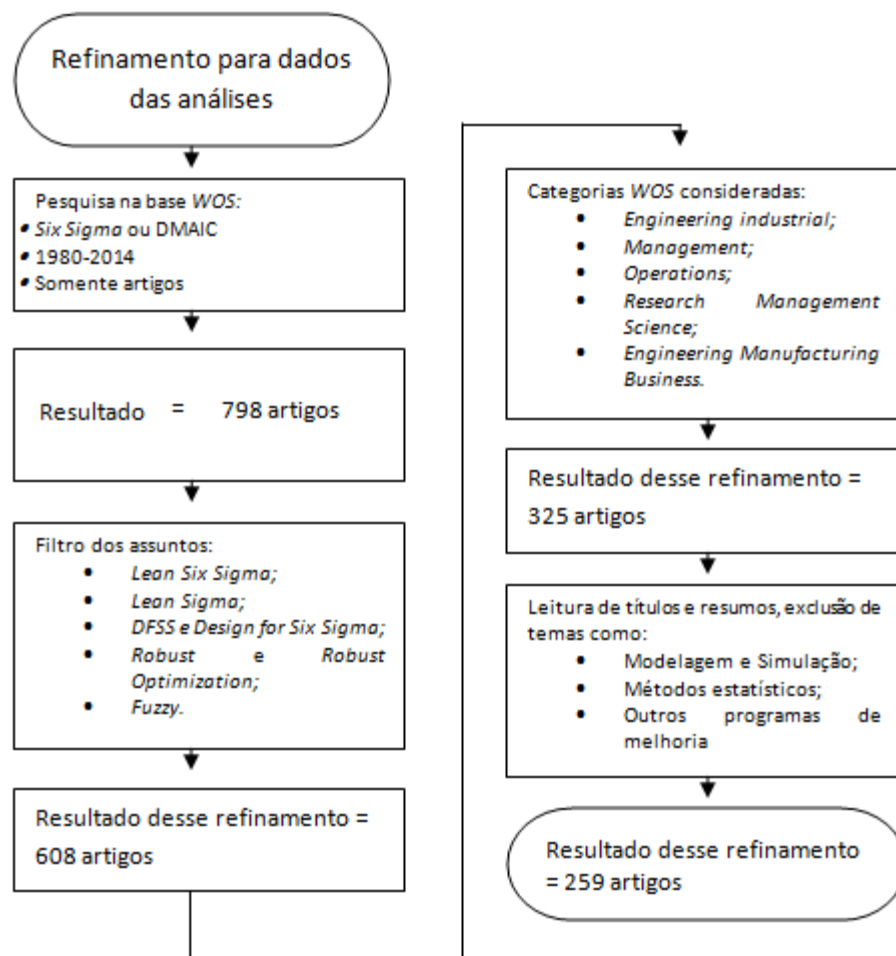 Refinamento para dados
das análises
Pesquisa na base WOS:
• Six Sigma ou DMAIC
• 1980-2014
• Somente artigos
Resultado = 798 artigos
Filtro dos assuntos:
• Lean Six Sigma;
• Lean Sigma;
• DFSS e Design for Six Sigma;
• Robust e Robust
Optimization;
• Fuzzy.
Resultado desse refinamento =
608 artigos
Categorias WOS consideradas:
• Engineering industrial;
• Management;
• Operations;
• Research Management
Science;
• Engineering Manufacturing
Business.
Resultado desse refinamento =
325 artigos
Leitura de títulos e resumos, exclusão de
temas como:
• Modelagem e Simulação;
• Métodos estatísticos;
• Outros programas de
melhoria
Resultado desse refinamento
= 259 artigos